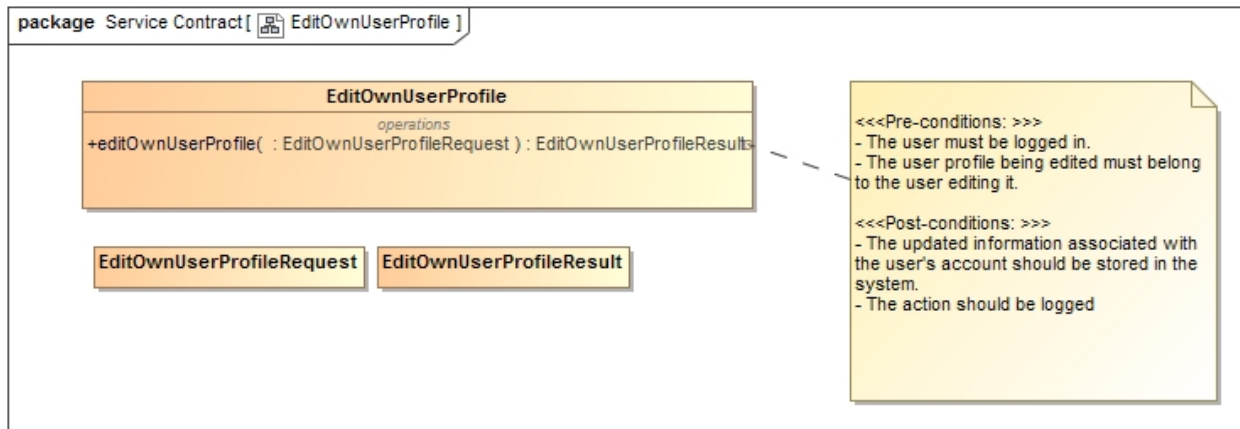 package Service Contract [ EditOwnUserProfile ]
EditOwnUserProfile
operations
+editOwnUserProfile( : EditOwnUserProfileRequest ) : EditOwnUserProfileResult
EditOwnUserProfileRequest
EditOwnUserProfileResult
<<<Pre-conditions: >>>
- The user must be logged in.
- The user profile being edited must belong
to the user editing it.
<<<Post-conditions: >>>
- The updated information associated with
the user's account should be stored in the
system.
- The action should be logged